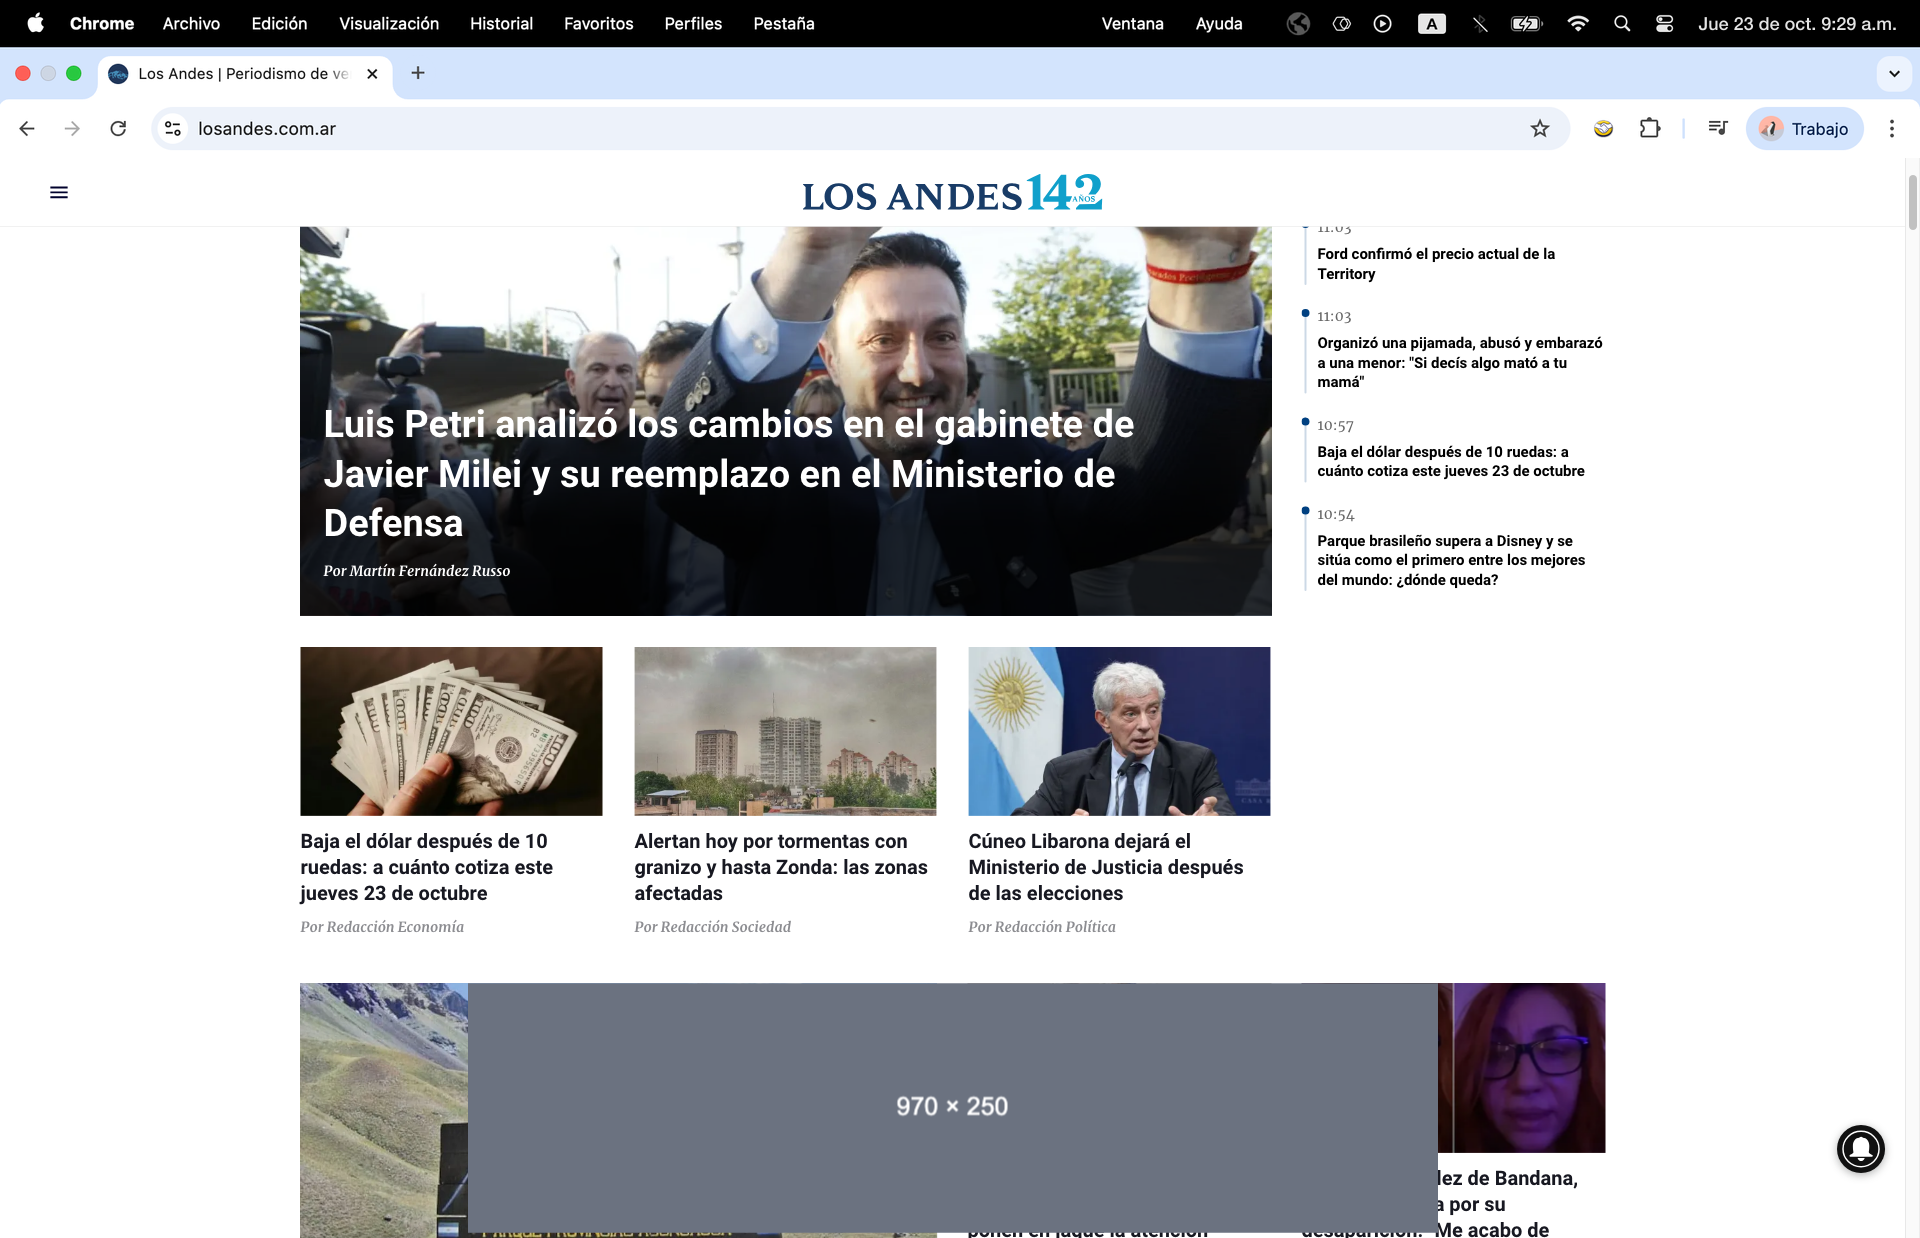 Chrome Archivo Edición Visualización Historial Favoritos Perfiles Pestaña Ventana Ayuda A Jue 23 de oct. 9:29 a.m.
Los Andes | Periodismo de ve
losandes.com.ar
Trabajo
LOS ANDES 142 AÑOS
Luis Petri analizó los cambios en el gabinete de
Javier Milei y su reemplazo en el Ministerio de
Defensa
Por Martín Fernández Russo
11:03
Ford confirmó el precio actual de la
Territory
11:03
Organizó una pijamada, abusó y embarazó
a una menor: "Si decís algo mató a tu
mamá"
10:57
Baja el dólar después de 10 ruedas: a
cuánto cotiza este jueves 23 de octubre
10:54
Parque brasileño supera a Disney y se
sitúa como el primero entre los mejores
del mundo: ¿dónde queda?
Baja el dólar después de 10
ruedas: a cuánto cotiza este
jueves 23 de octubre
Por Redacción Economía
Alertan hoy por tormentas con
granizo y hasta Zonda: las zonas
afectadas
Por Redacción Sociedad
Cúneo Libarona dejará el
Ministerio de Justicia después
de las elecciones
Por Redacción Política
970 × 250
lez de Bandana,
a por su
Me acabo de
ponen en jaque la atención